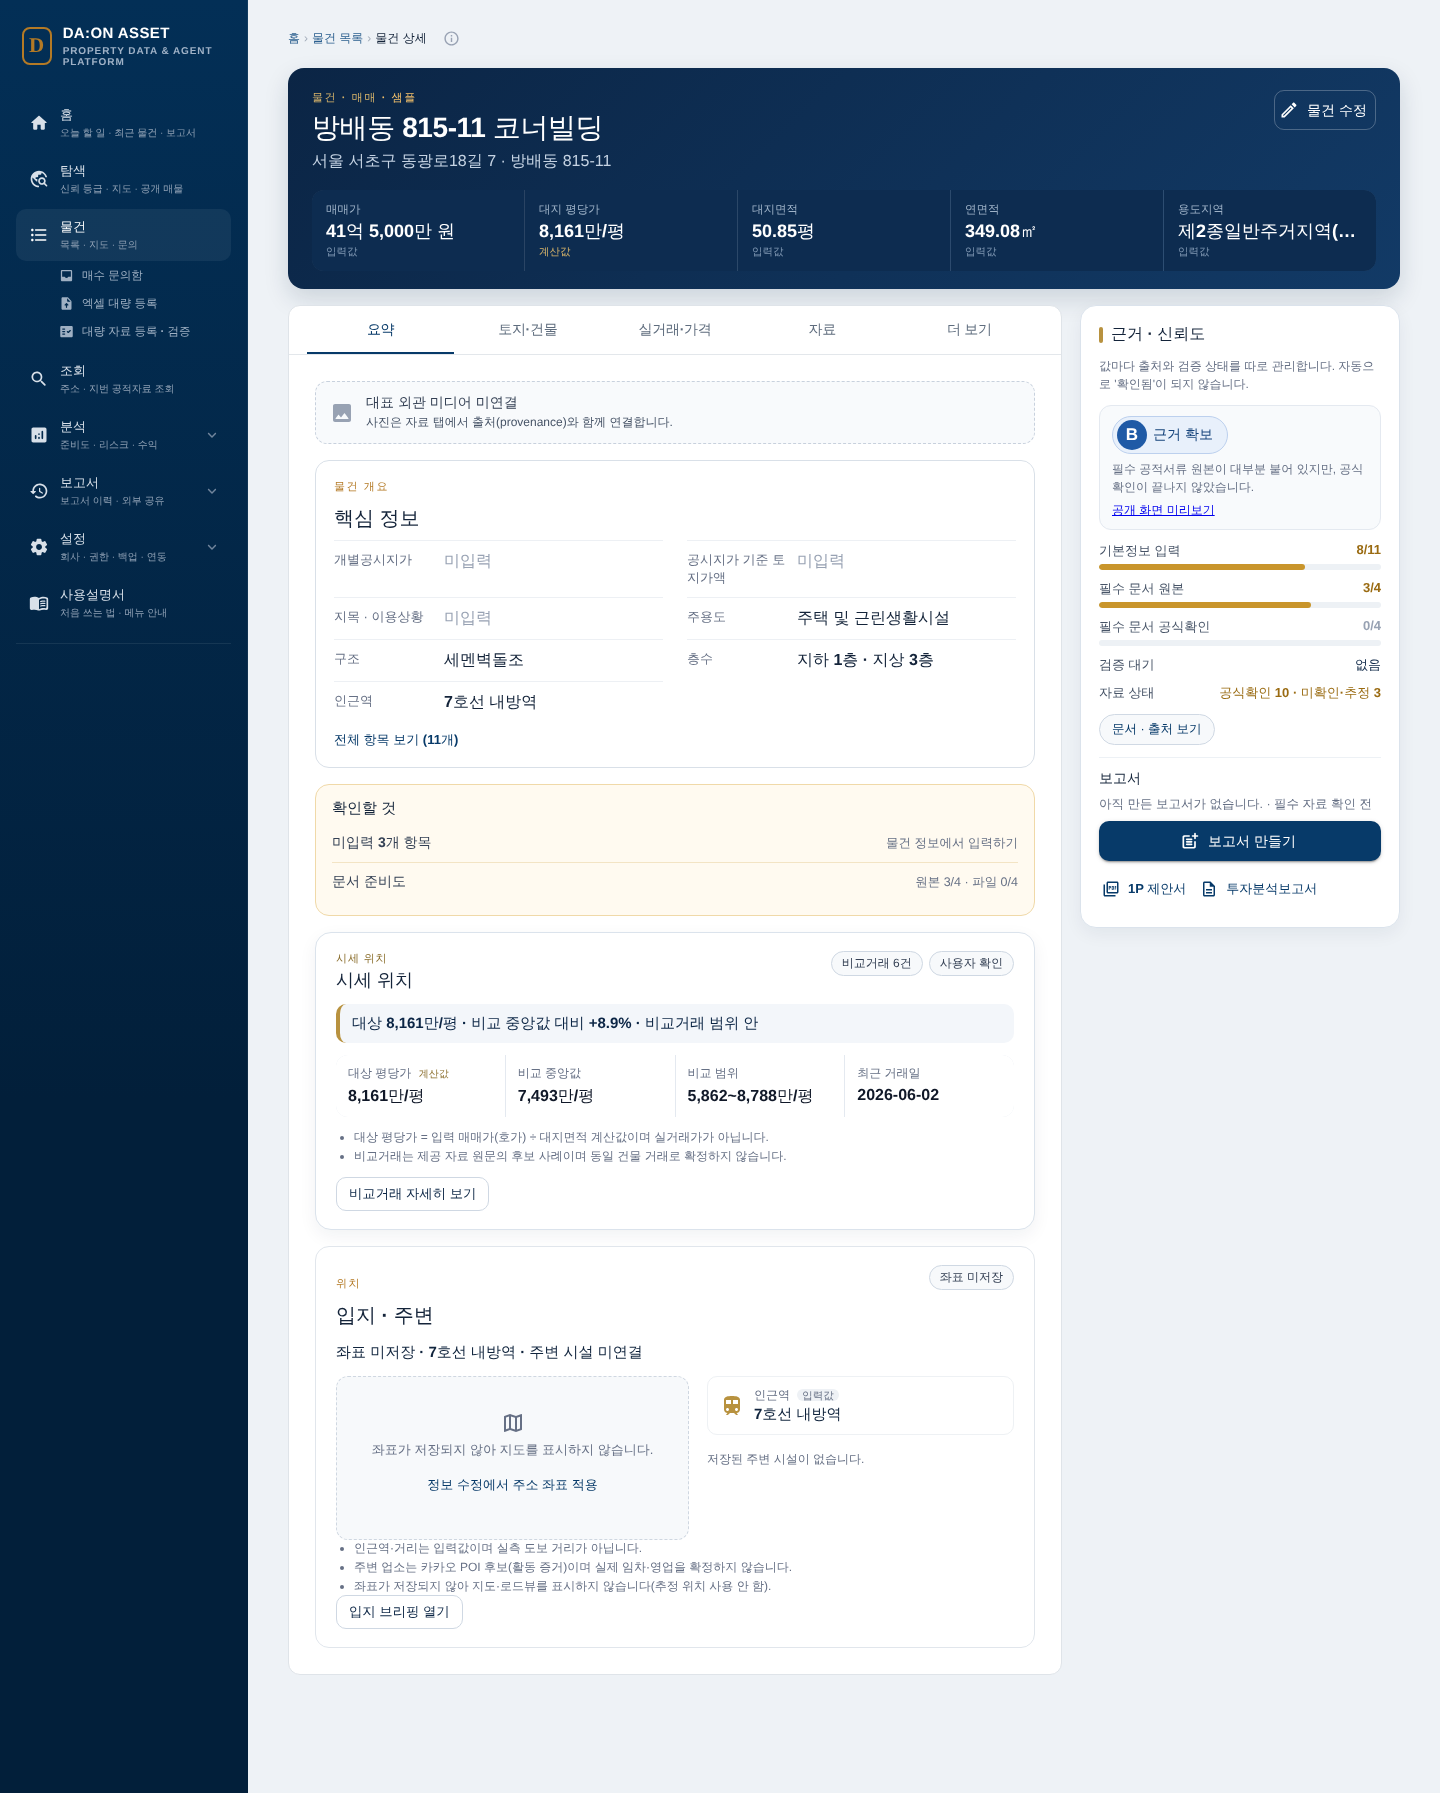 D
DA:ON ASSET
PROPERTY DATA & AGENT
PLATFORM
홈
오늘 할 일 · 최근 물건 · 보고서
탐색
신뢰 등급 · 지도 · 공개 매물
물건
목록 · 지도 · 문의
매수 문의함
엑셀 대량 등록
대량 자료 등록 · 검증
조회
주소 · 지번 공적자료 조회
분석
준비도 · 리스크 · 수익
보고서
보고서 이력 · 외부 공유
설정
회사 · 권한 · 백업 · 연동
사용설명서
처음 쓰는 법 · 메뉴 안내
홈 › 물건 목록 › 물건 상세
물건 · 매매 · 샘플
방배동 815-11 코너빌딩
서울 서초구 동광로18길 7 · 방배동 815-11
물건 수정
매매가
41억 5,000만 원
입력값
대지 평당가
8,161만/평
계산값
대지면적
50.85평
입력값
연면적
349.08㎡
입력값
용도지역
제2종일반주거지역(…
입력값
요약
토지·건물
실거래·가격
자료
더 보기
대표 외관 미디어 미연결
사진은 자료 탭에서 출처(provenance)와 함께 연결합니다.
물건 개요
핵심 정보
개별공시지가 미입력
공시지가 기준 토
지가액
미입력
지목 · 이용상황 미입력
주용도 주택 및 근린생활시설
구조 세멘벽돌조
층수 지하 1층 · 지상 3층
인근역 7호선 내방역
전체 항목 보기 (11개)
확인할 것
미입력 3개 항목 물건 정보에서 입력하기
문서 준비도 원본 3/4 · 파일 0/4
시세 위치
시세 위치
비교거래 6건
사용자 확인
대상 8,161만/평 · 비교 중앙값 대비 +8.9% · 비교거래 범위 안
대상 평당가 계산값
8,161만/평
비교 중앙값
7,493만/평
비교 범위
5,862~8,788만/평
최근 거래일
2026-06-02
• 대상 평당가 = 입력 매매가(호가) ÷ 대지면적 계산값이며 실거래가가 아닙니다.
• 비교거래는 제공 자료 원문의 후보 사례이며 동일 건물 거래로 확정하지 않습니다.
비교거래 자세히 보기
위치
좌표 미저장
입지 · 주변
좌표 미저장 · 7호선 내방역 · 주변 시설 미연결
좌표가 저장되지 않아 지도를 표시하지 않습니다.
정보 수정에서 주소 좌표 적용
인근역 입력값
7호선 내방역
저장된 주변 시설이 없습니다.
• 인근역·거리는 입력값이며 실측 도보 거리가 아닙니다.
• 주변 업소는 카카오 POI 후보(활동 증거)이며 실제 임차·영업을 확정하지 않습니다.
• 좌표가 저장되지 않아 지도·로드뷰를 표시하지 않습니다(추정 위치 사용 안 함).
입지 브리핑 열기
근거 · 신뢰도
값마다 출처와 검증 상태를 따로 관리합니다. 자동으
로 '확인됨'이 되지 않습니다.
B 근거 확보
필수 공적서류 원본이 대부분 붙어 있지만, 공식
확인이 끝나지 않았습니다.
공개 화면 미리보기
기본정보 입력 8/11
필수 문서 원본 3/4
필수 문서 공식확인 0/4
검증 대기 없음
자료 상태 공식확인 10 · 미확인·추정 3
문서 · 출처 보기
보고서
아직 만든 보고서가 없습니다. · 필수 자료 확인 전
보고서 만들기
1P 제안서
투자분석보고서